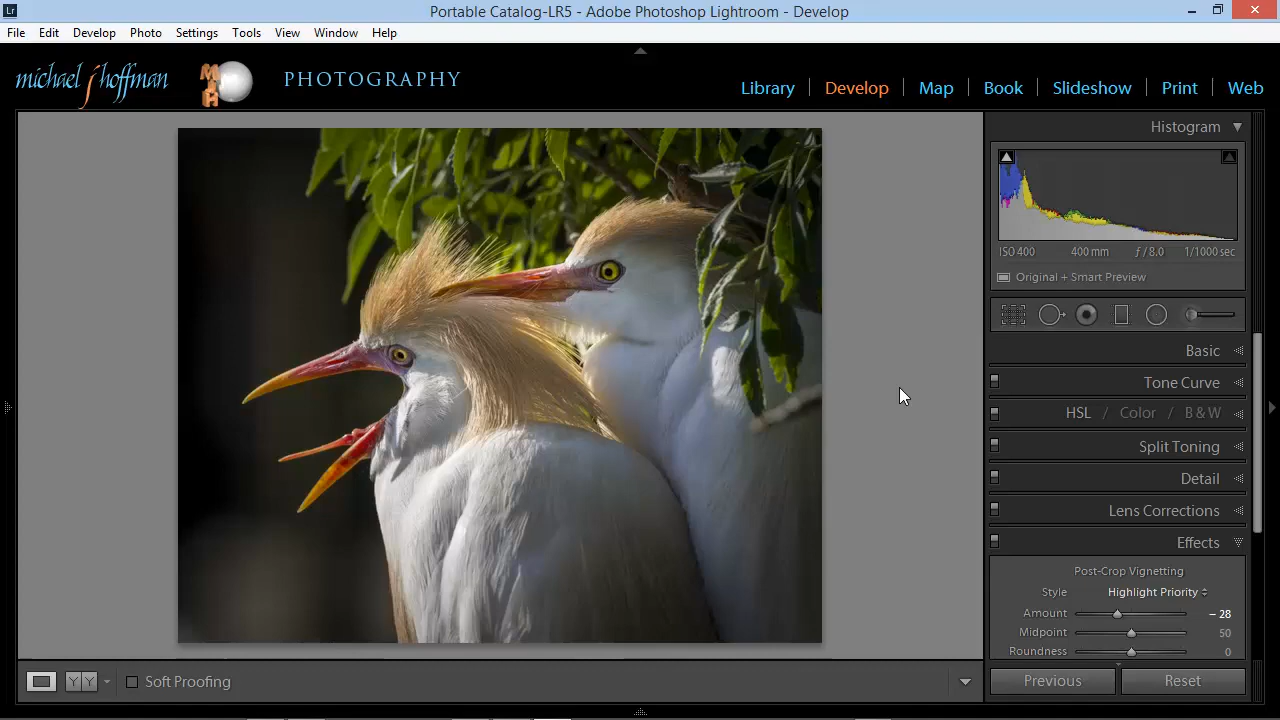 Lr
Portable Catalog-LR5 - Adobe Photoshop Lightroom - Develop
File Edit Develop Photo Settings Tools View Window Help
michael j hoffman MJH PHOTOGRAPHY
Library Develop Map Book Slideshow Print Web
Histogram
ISO 400 400 mm ƒ / 8.0 1/1000 sec
Original + Smart Preview
Basic
Tone Curve
HSL / Color / B & W
Split Toning
Detail
Lens Corrections
Effects
Post-Crop Vignetting
Style Highlight Priority
Amount – 28
Midpoint 50
Roundness 0
Y Y Soft Proofing
Previous Reset